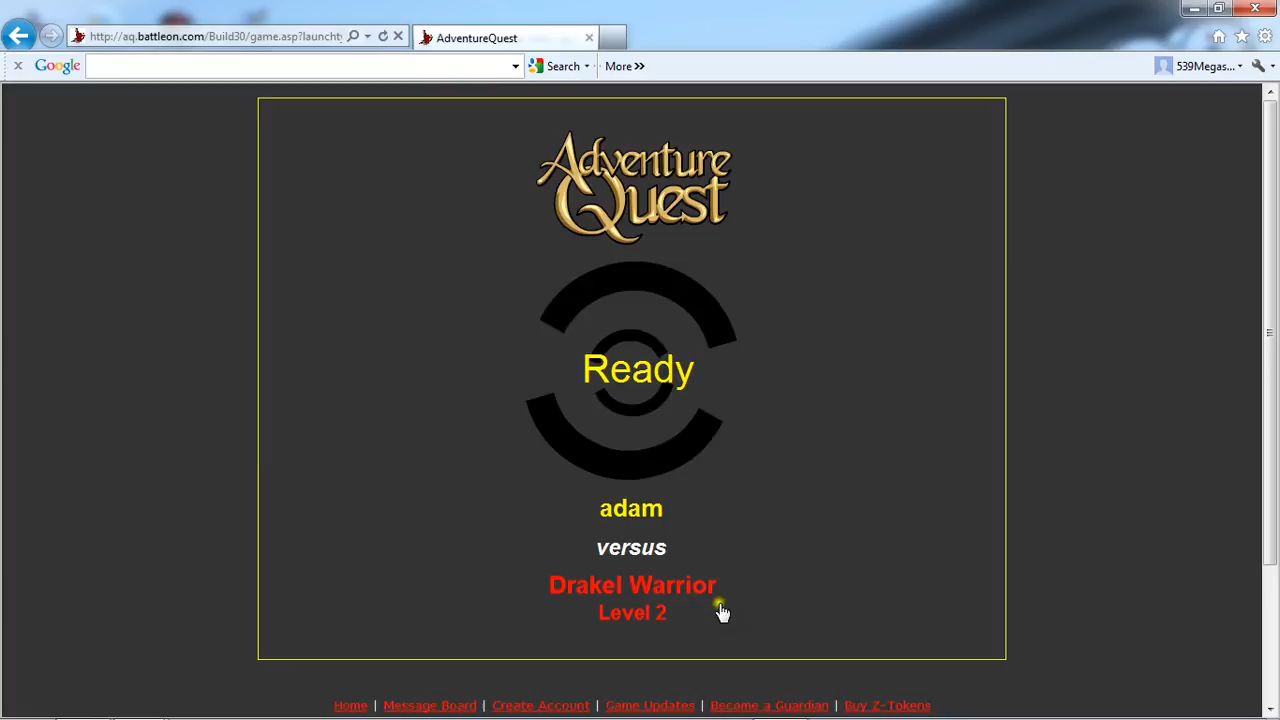 http://aq.battleon.com/Build30/game.asp?launcht
AdventureQuest
Google
Search
More »
539Megas...
Adventure
Quest
Ready
adam
versus
Drakel Warrior
Level 2
Home | Message Board | Create Account | Game Updates | Become a Guardian | Buy Z-Tokens